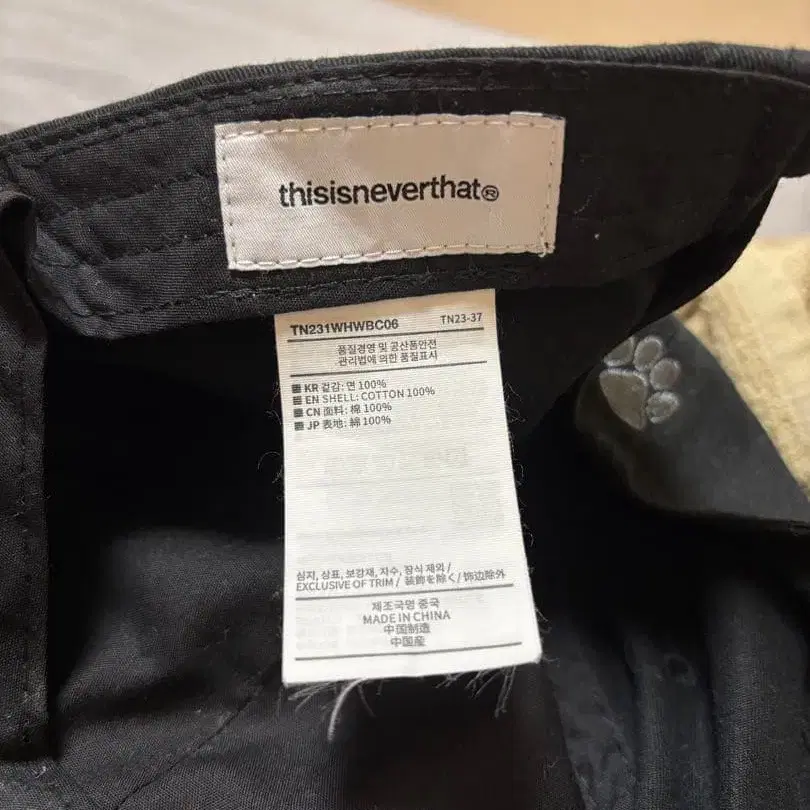 thisisneverthat®
TN231WHWBC06 TN23-37
품질경영 및 공산품안전
관리법에 의한 품질표시
KR 겉감: 면 100%
EN SHELL: COTTON 100%
CN 面料: 棉 100%
JP 表地: 綿 100%
심지, 상표, 보강재, 자수, 장식 제외 /
EXCLUSIVE OF TRIM / 装飾を除く/ 饰边除外
제조국명 중국
MADE IN CHINA
中国制造
中国産